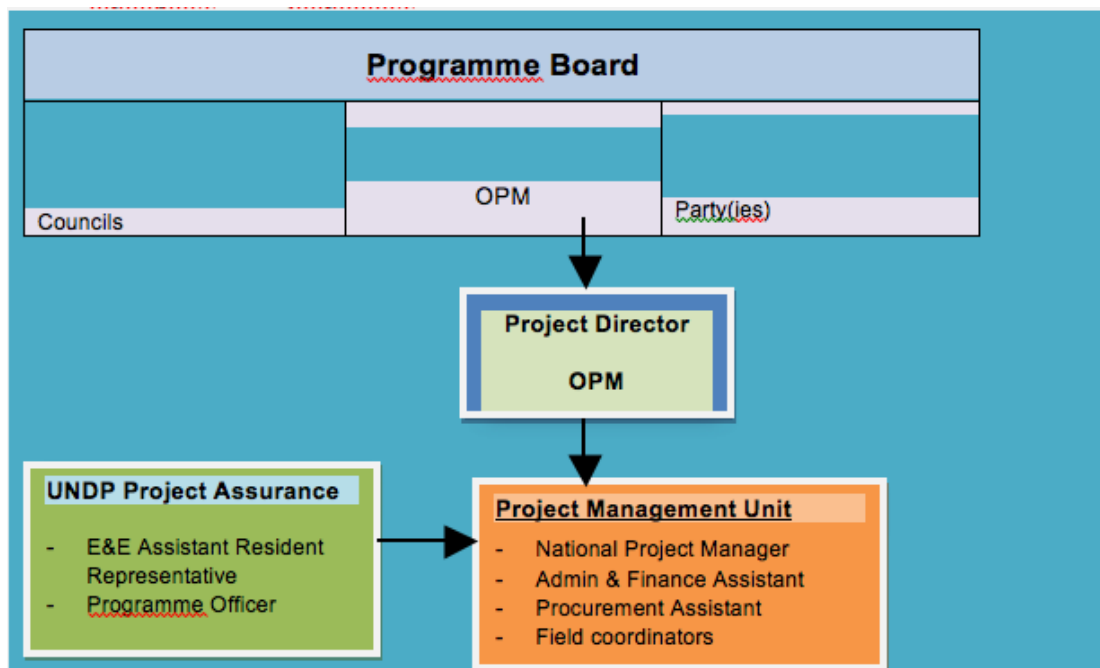 Programme Board
Councils
OPM
Party(ies)
Project Director
OPM
UNDP Project Assurance
- E&E Assistant Resident
Representative
- Programme Officer
Project Management Unit
- National Project Manager
- Admin & Finance Assistant
- Procurement Assistant
- Field coordinators